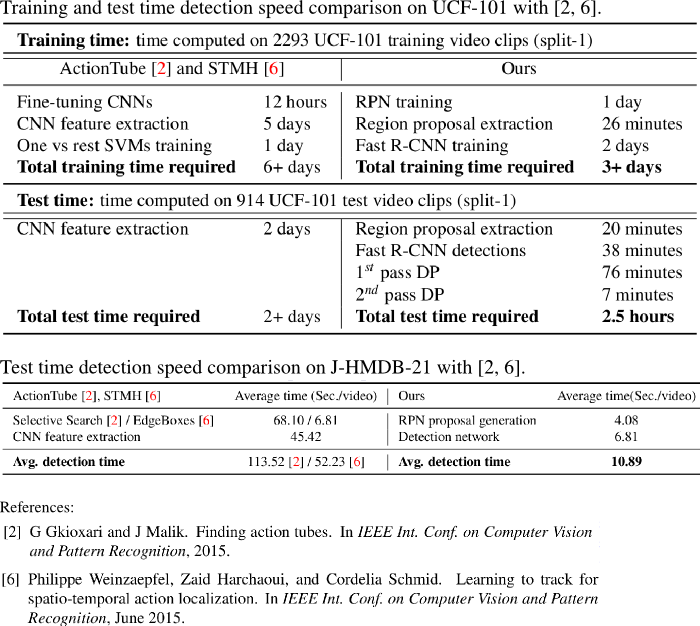 Training and test time detection speed comparison on UCF-101 with [2, 6].
Training time: time computed on 2293 UCF-101 training video clips (split-1)
ActionTube [2] and STMH [6] Ours
Fine-tuning CNNs 12 hours RPN training 1 day
CNN feature extraction 5 days Region proposal extraction 26 minutes
One vs rest SVMs training 1 day Fast R-CNN training 2 days
Total training time required 6+ days Total training time required 3+ days
Test time: time computed on 914 UCF-101 test video clips (split-1)
CNN feature extraction 2 days Region proposal extraction 20 minutes
Fast R-CNN detections 38 minutes
1st pass DP 76 minutes
2nd pass DP 7 minutes
Total test time required 2+ days Total test time required 2.5 hours
Test time detection speed comparison on J-HMDB-21 with [2, 6].
ActionTube [2], STMH [6] Average time (Sec./video) Ours Average time(Sec./video)
Selective Search [2] / EdgeBoxes [6] 68.10 / 6.81 RPN proposal generation 4.08
CNN feature extraction 45.42 Detection network 6.81
Avg. detection time 113.52 [2] / 52.23 [6] Avg. detection time 10.89
References:
[2] G Gkioxari and J Malik. Finding action tubes. In IEEE Int. Conf. on Computer Vision
and Pattern Recognition, 2015.
[6] Philippe Weinzaepfel, Zaid Harchaoui, and Cordelia Schmid. Learning to track for
spatio-temporal action localization. In IEEE Int. Conf. on Computer Vision and Pattern
Recognition, June 2015.